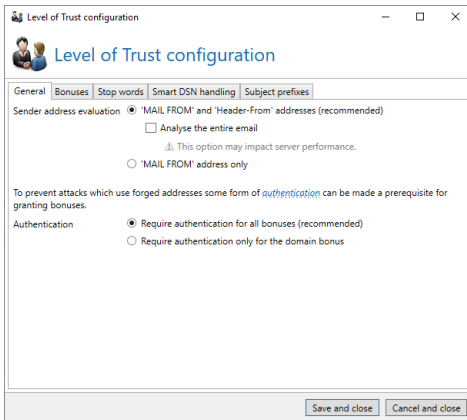 Level of Trust configuration
Level of Trust configuration
General Bonuses Stop words Smart DSN handling Subject prefixes
Sender address evaluation 'MAIL FROM' and 'Header-From' addresses (recommended)
Analyse the entire email
This option may impact server performance.
'MAIL FROM' address only
To prevent attacks which use forged addresses some form of authentication can be made a prerequisite for
granting bonuses.
Authentication Require authentication for all bonuses (recommended)
Require authentication only for the domain bonus
Save and close Cancel and close